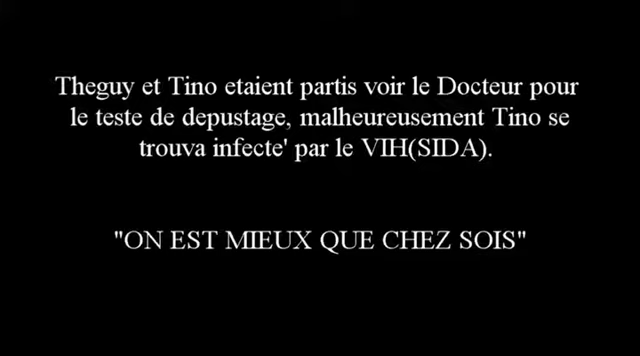 Theguy et Tino etaient partis voir le Docteur pour
le teste de depustage, malheureusement Tino se
trouva infecte' par le VIH(SIDA).
"ON EST MIEUX QUE CHEZ SOIS"